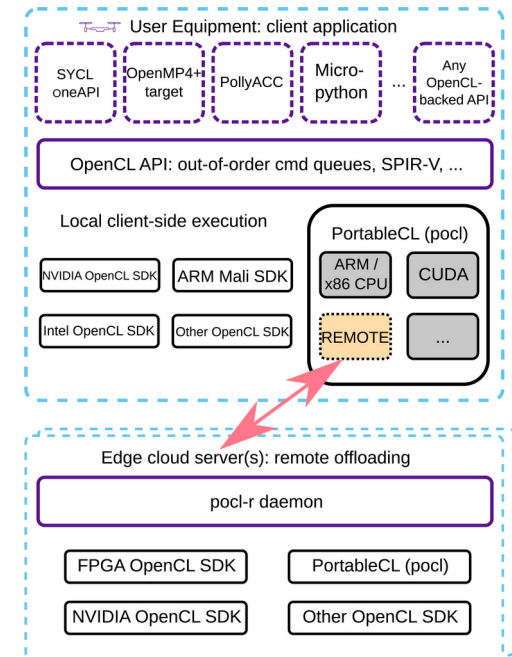 User Equipment: client application
SYCL
oneAPI
OpenMP4+
target
PollyACC
Micro-
python
...
Any
OpenCL-
backed API
OpenCL API: out-of-order cmd queues, SPIR-V, ...
Local client-side execution
PortableCL (pocl)
NVIDIA OpenCL SDK
ARM Mali SDK
ARM /
x86 CPU
CUDA
Intel OpenCL SDK
Other OpenCL SDK
REMOTE
...
Edge cloud server(s): remote offloading
pocl-r daemon
FPGA OpenCL SDK
PortableCL (pocl)
NVIDIA OpenCL SDK
Other OpenCL SDK